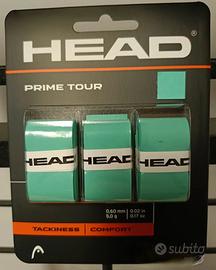 HEAD
PRIME TOUR
HEAD
HEAD
HEAD
0,60 mm | 0.02 in
5,0 g | 0.17 oz
TACKINESS COMFORT
HEAD
subito